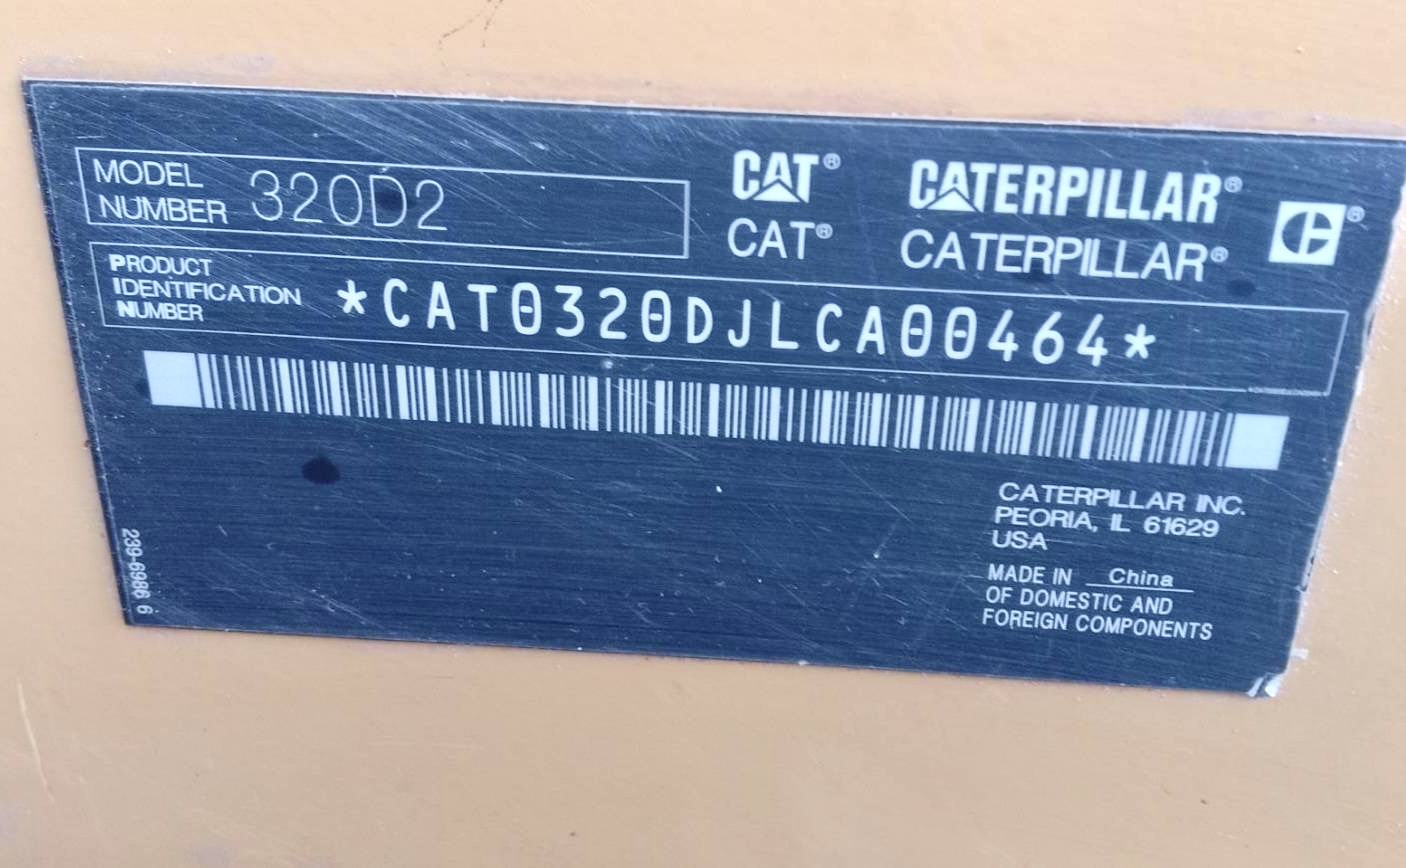 MODEL
NUMBER 320D2
CAT® CATERPILLAR®
CAT® CATERPILLAR®
PRODUCT
IDENTIFICATION
NUMBER
*CAT0320DJLCA00464*
CATERPILLAR INC.
PEORIA, IL 61629
USA
MADE IN China
OF DOMESTIC AND
FOREIGN COMPONENTS
239-6986 6